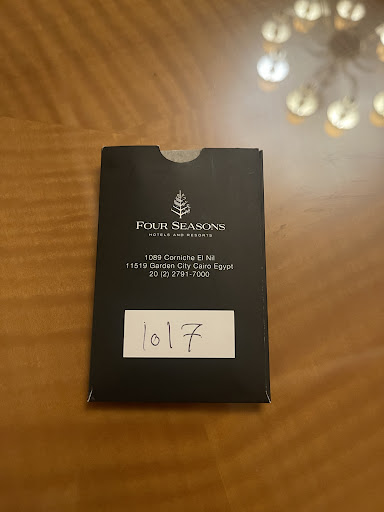 FOUR SEASONS
HOTELS AND RESORTS
1089 Corniche El Nil
11519 Garden City Cairo Egypt
20 (2) 2791-7000
1017